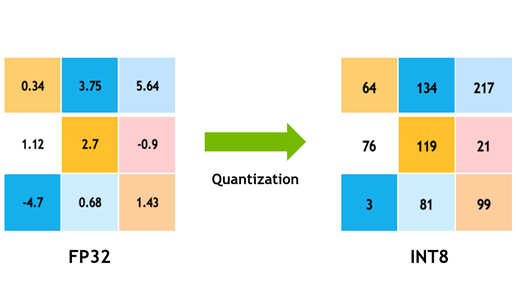 0.34 3.75 5.64
1.12 2.7 -0.9
-4.7 0.68 1.43
FP32
Quantization
64 134 217
76 119 21
3 81 99
INT8